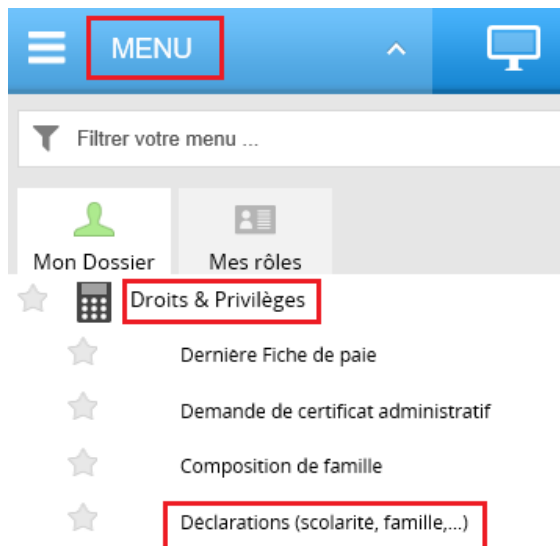 MENU
Filtrer votre menu ...
Mon Dossier
Mes rôles
Droits & Privilèges
Dernière Fiche de paie
Demande de certificat administratif
Composition de famille
Déclarations (scolarité, famille,...)